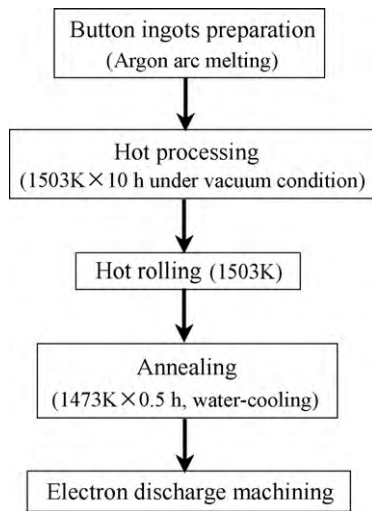 Button ingots preparation
(Argon arc melting)
Hot processing
(1503K×10 h under vacuum condition)
Hot rolling (1503K)
Annealing
(1473K×0.5 h, water-cooling)
Electron discharge machining